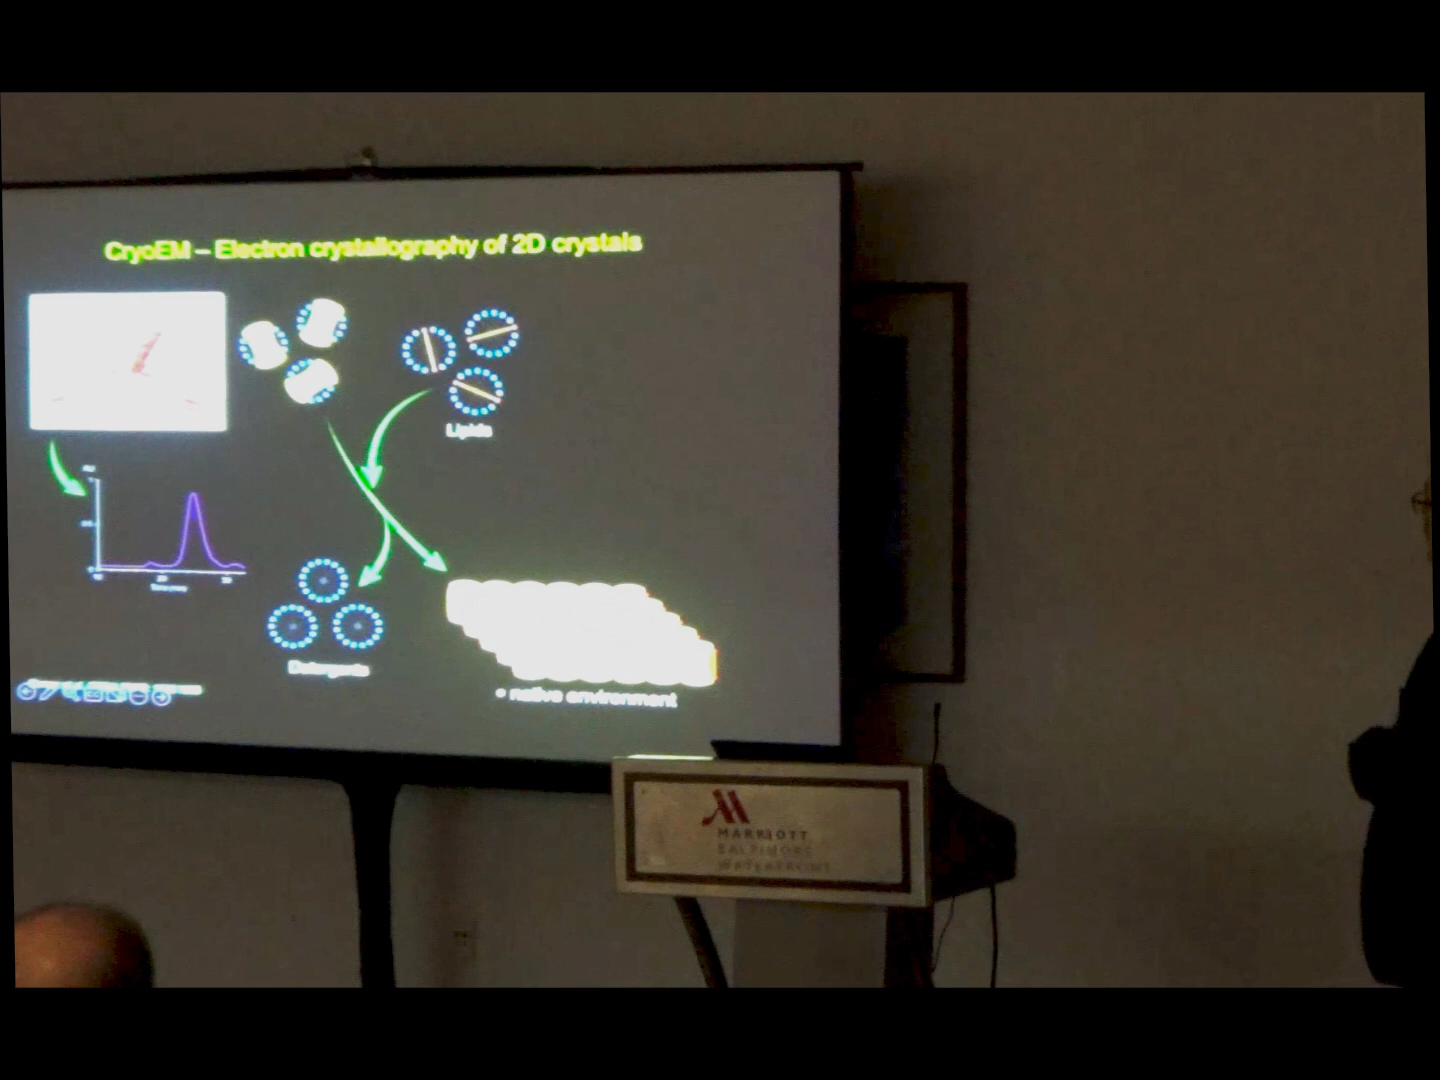 CryoEM – Electron crystallography of 2D crystals
Lipids
Detergents
• native environment
MARRIOTT
BALTIMORE
WATERFRONT